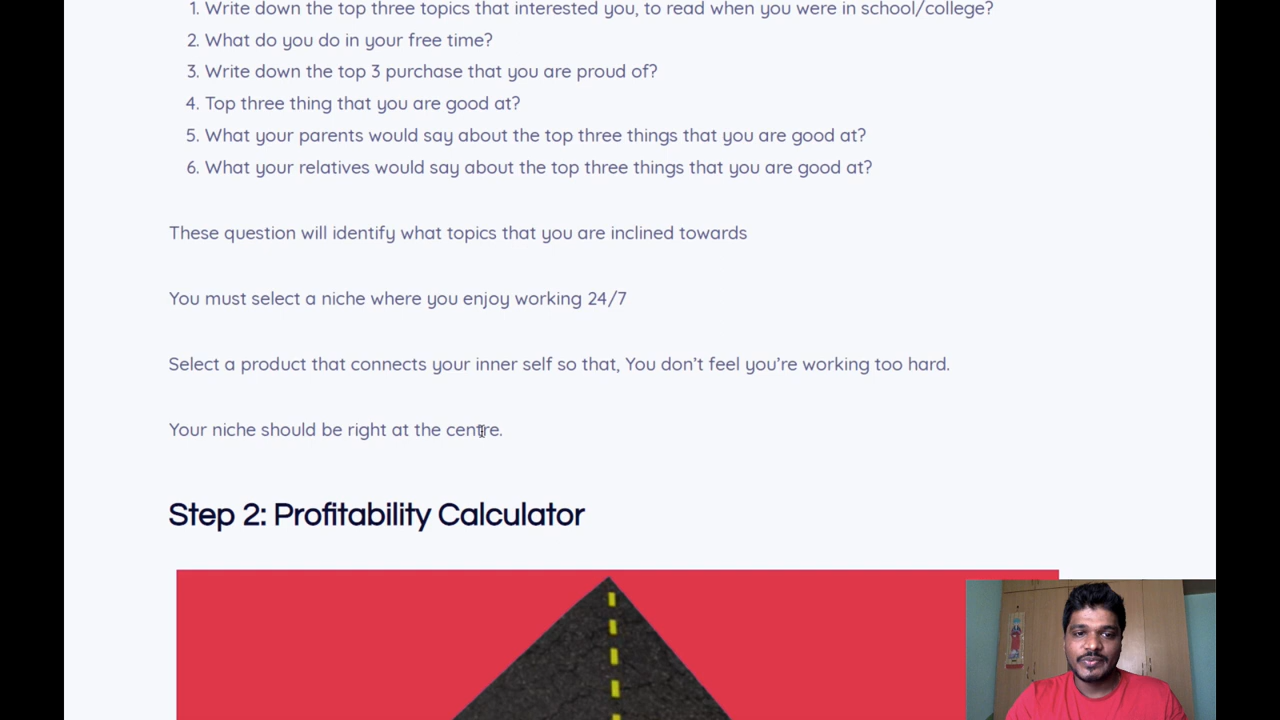 1. Write down the top three topics that interested you, to read when you were in school/college?
2. What do you do in your free time?
3. Write down the top 3 purchase that you are proud of?
4. Top three thing that you are good at?
5. What your parents would say about the top three things that you are good at?
6. What your relatives would say about the top three things that you are good at?
These question will identify what topics that you are inclined towards
You must select a niche where you enjoy working 24/7
Select a product that connects your inner self so that, You don’t feel you’re working too hard.
Your niche should be right at the centre.
Step 2: Profitability Calculator